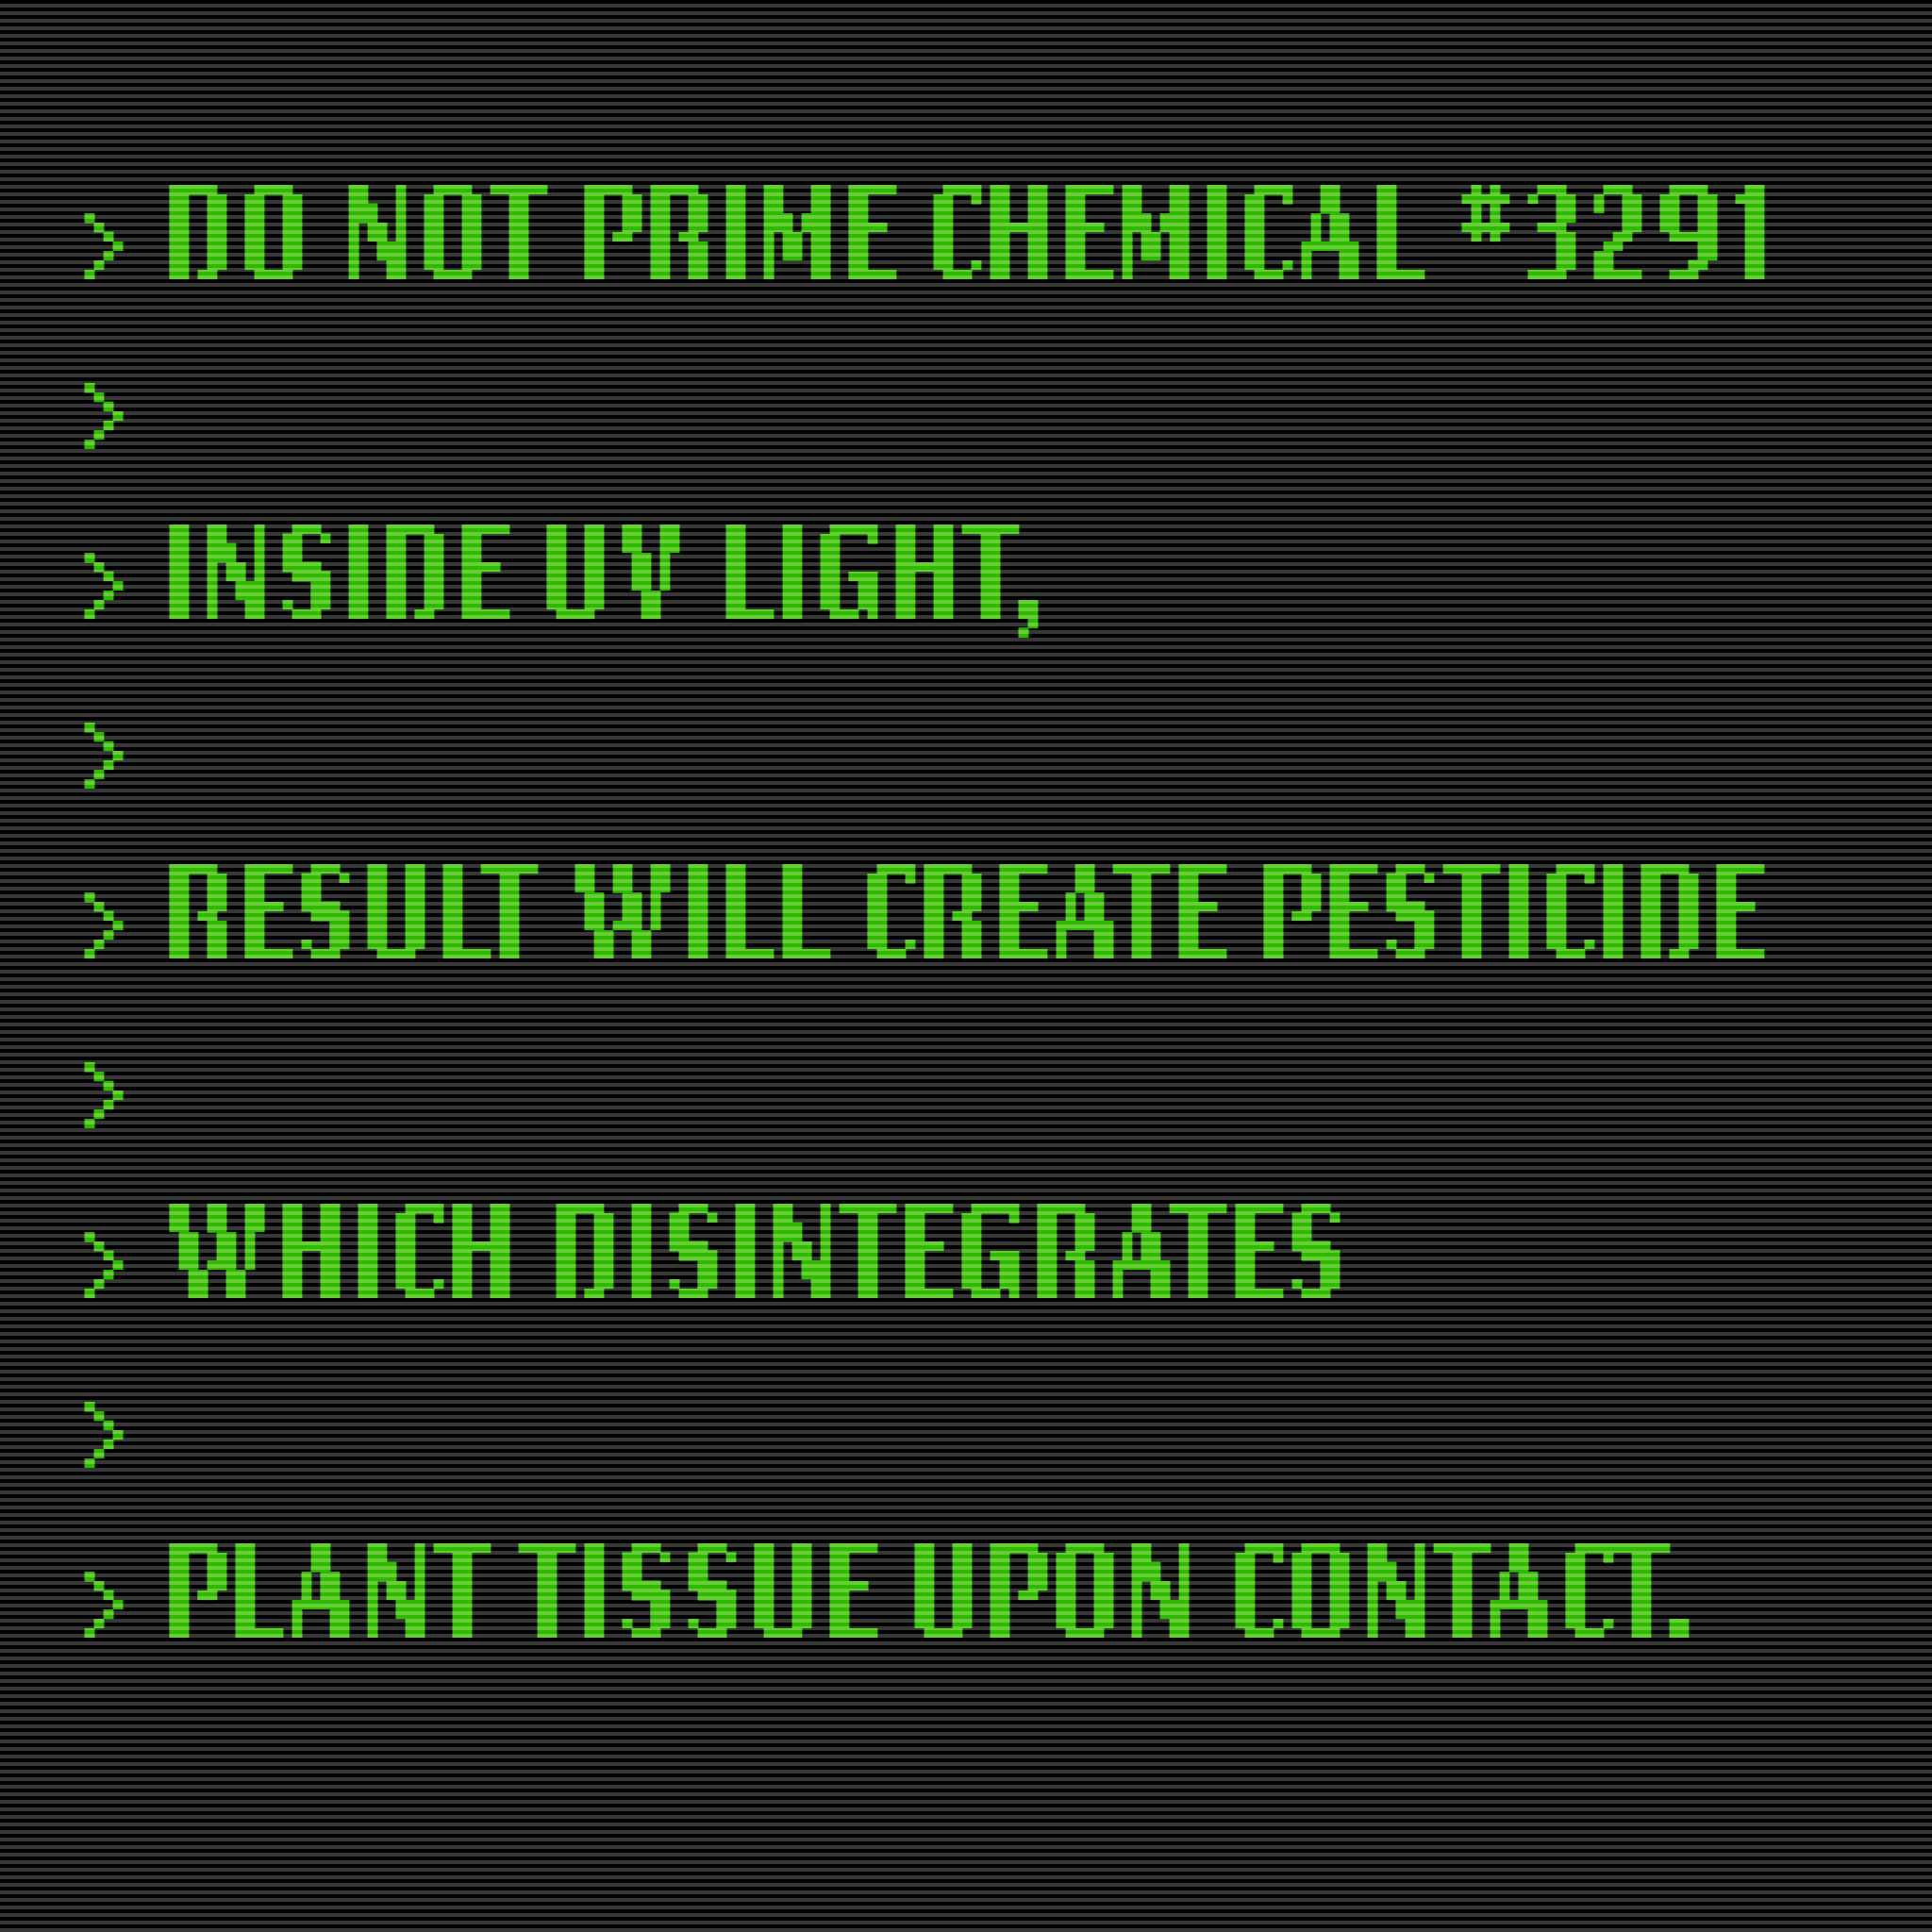 > DO NOT PRIME CHEMICAL #3291
>
> INSIDE UV LIGHT,
>
> RESULT WILL CREATE PESTICIDE
>
> WHICH DISINTEGRATES
>
> PLANT TISSUE UPON CONTACT.